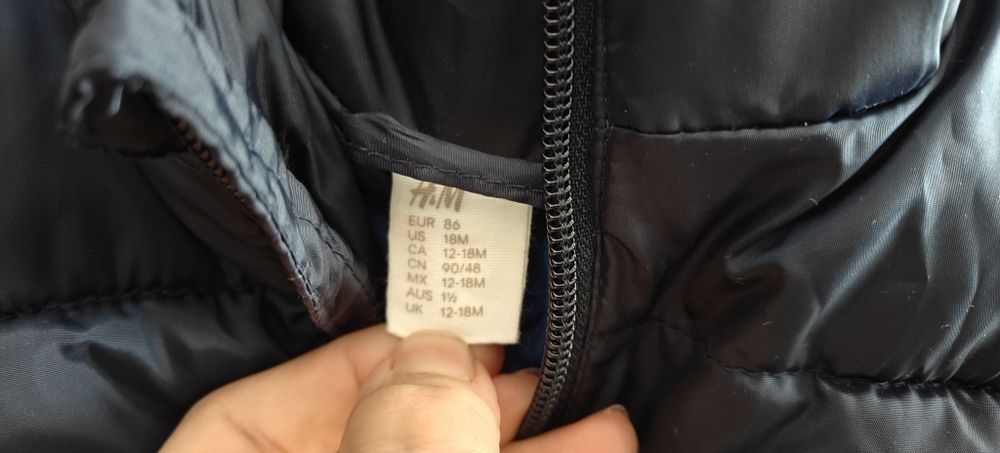 H&M
EUR 86
US 18M
CA 12-18M
CN 90/48
MX 12-18M
AUS 1½
UK 12-18M